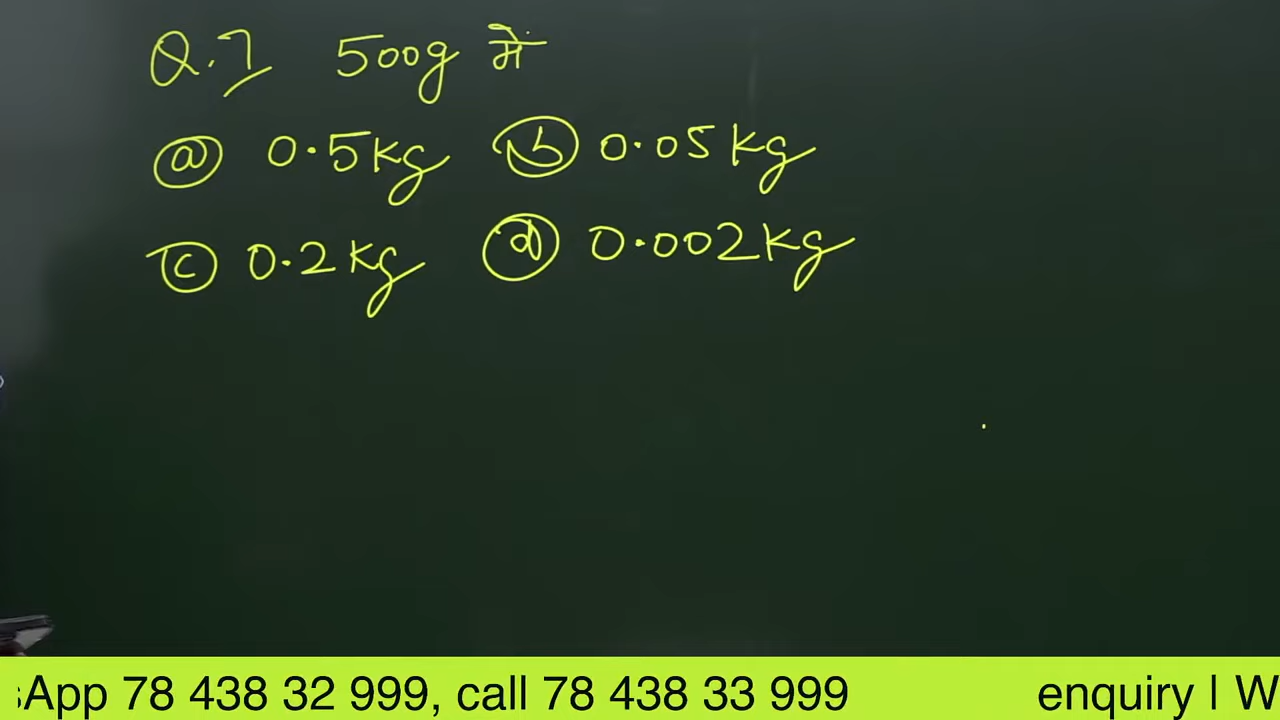 Q.7 500g में
(a) 0.5kg (b) 0.05kg
(c) 0.2kg (d) 0.002kg
App 78 438 32 999, call 78 438 33 999 enquiry | W